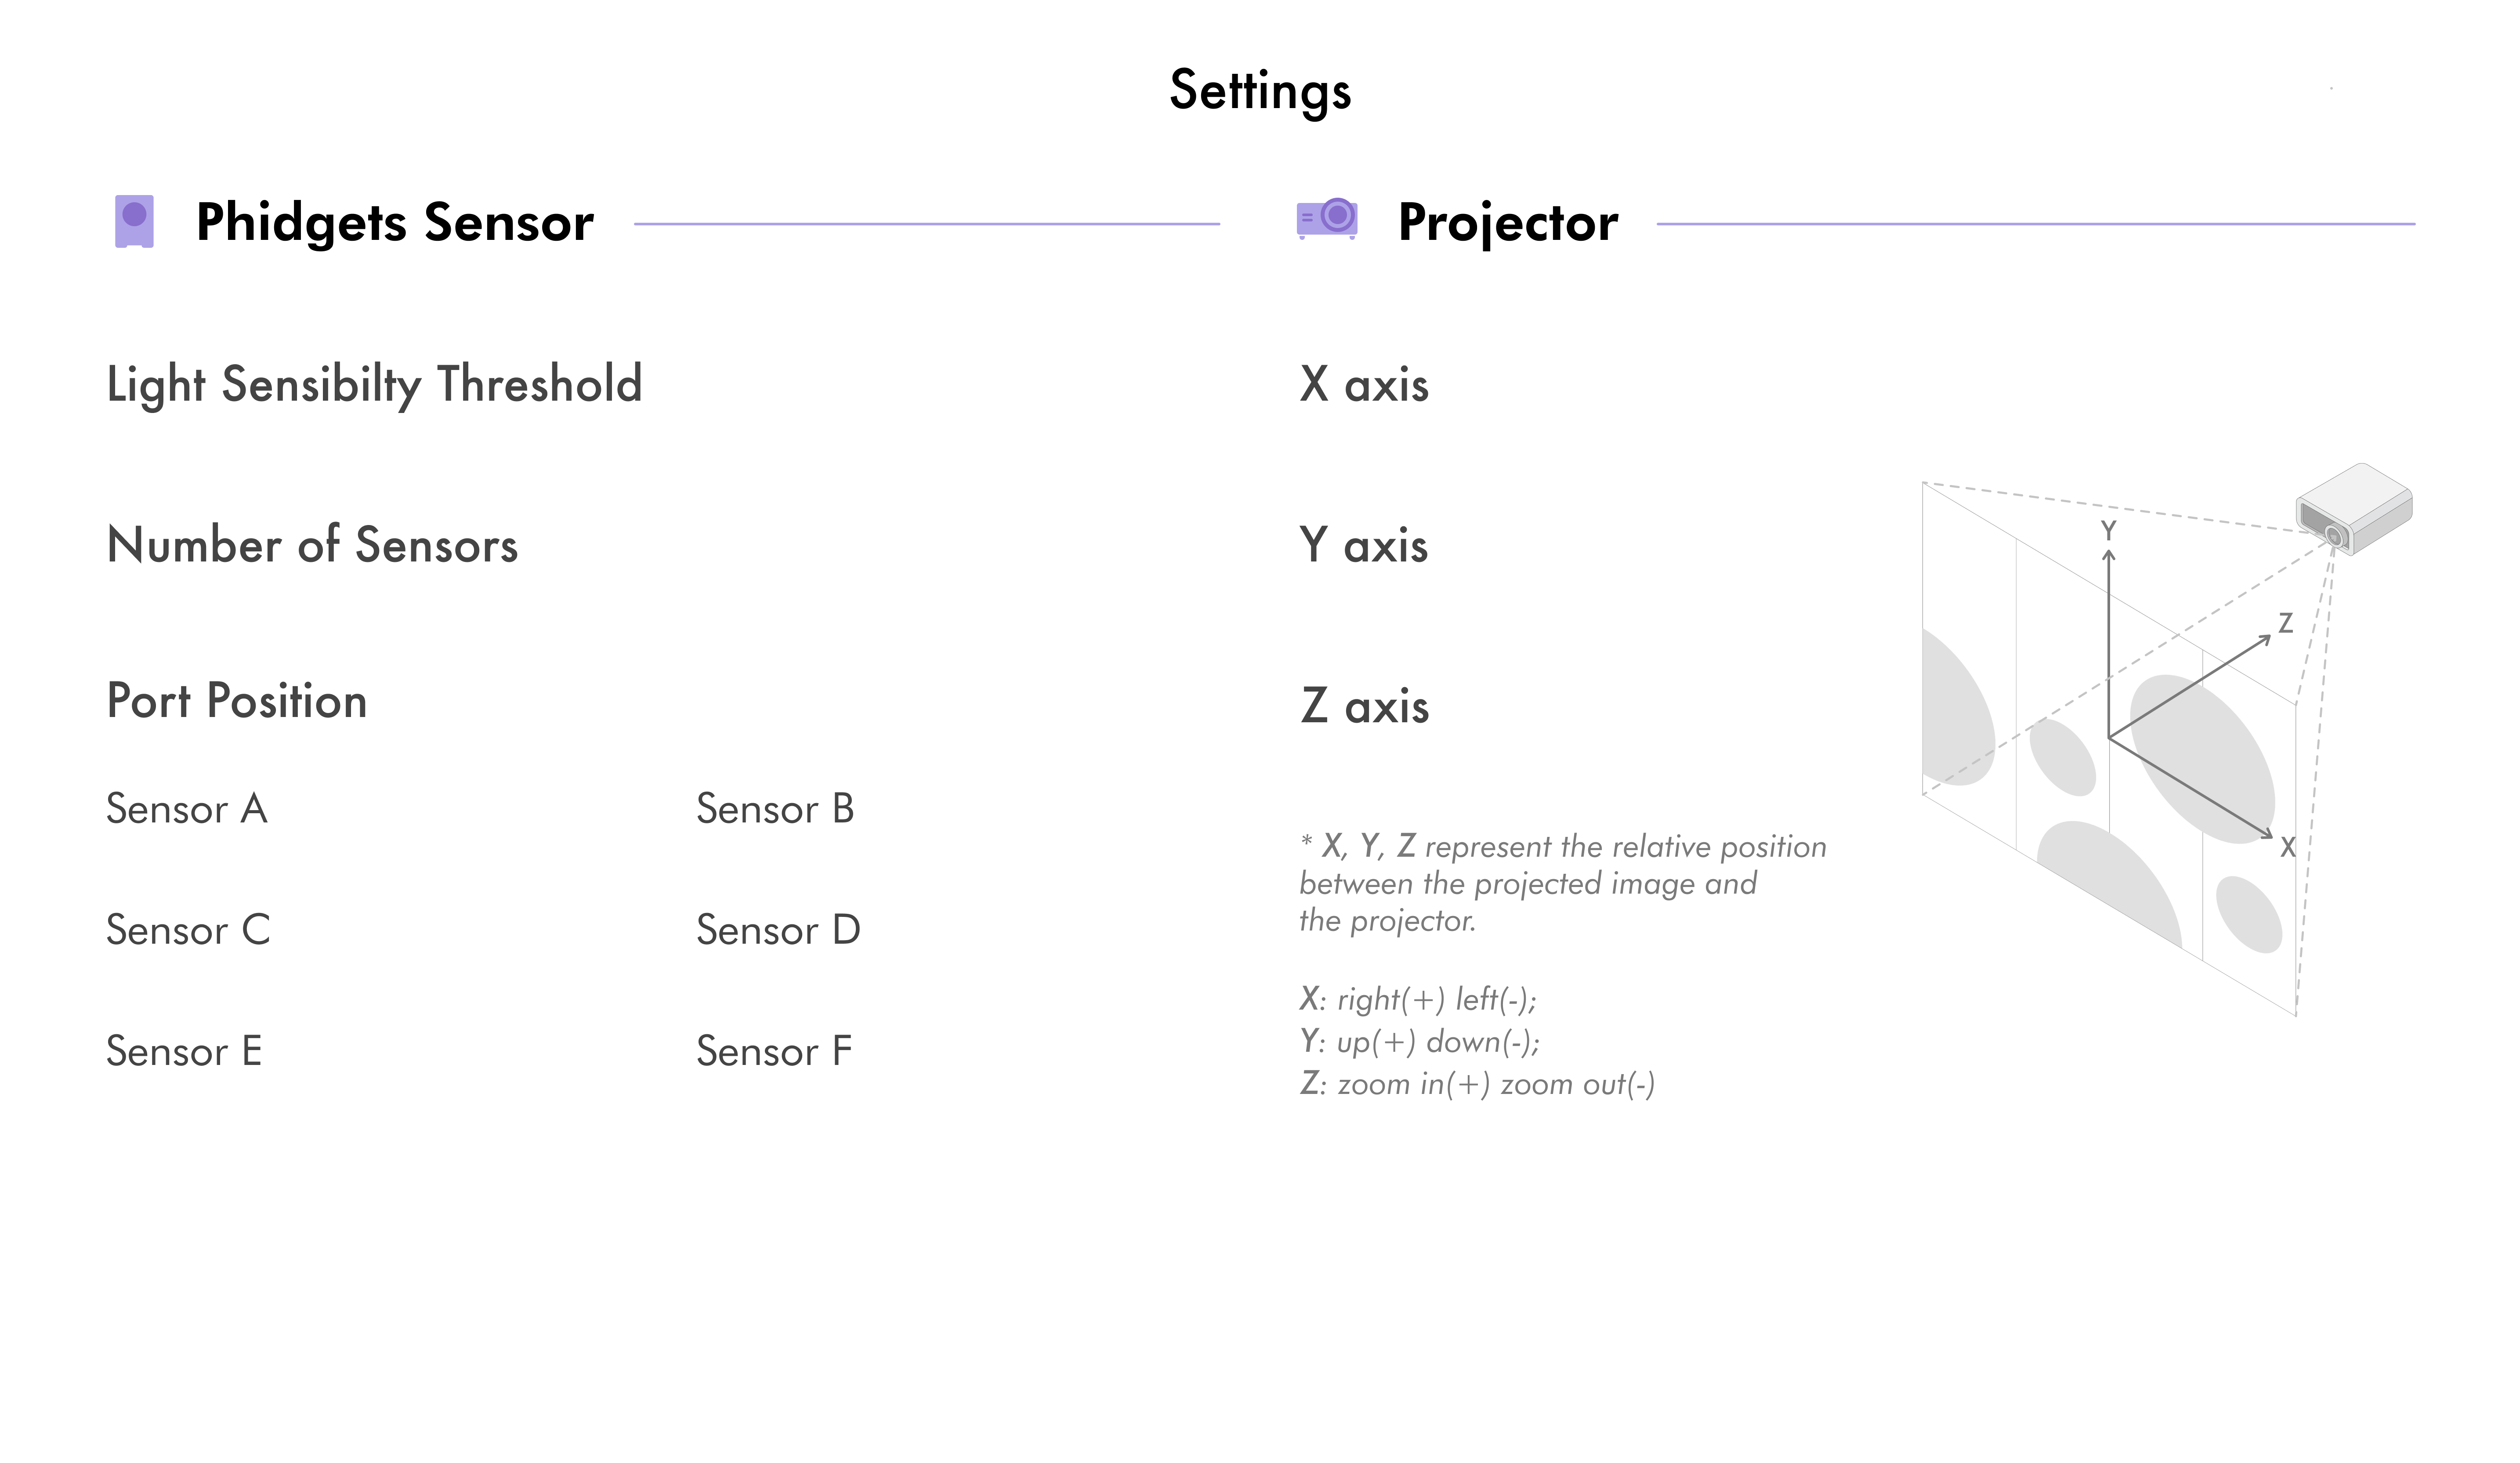 Settings
Phidgets Sensor
Light Sensibilty Threshold
Number of Sensors
Port Position
Sensor A
Sensor B
Sensor C
Sensor D
Sensor E
Sensor F
Projector
X axis
Y axis
Z axis
* X, Y, Z represent the relative position
between the projected image and
the projector.
X: right(+) left(-);
Y: up(+) down(-);
Z: zoom in(+) zoom out(-)
Y
Z
X